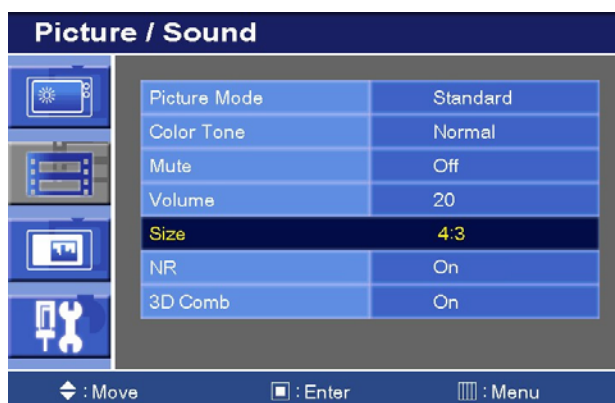 Picture / Sound
Picture Mode Standard
Color Tone Normal
Mute Off
Volume 20
Size 4:3
NR On
3D Comb On
: Move : Enter : Menu